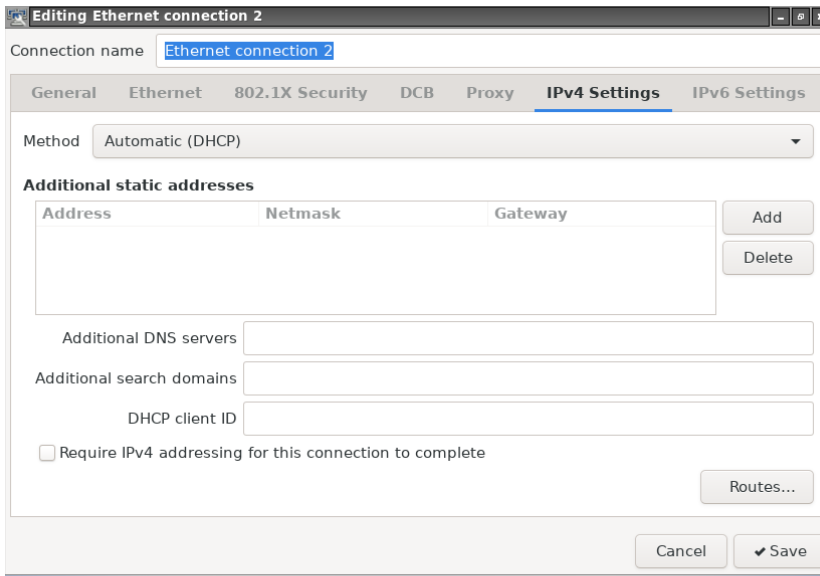 Editing Ethernet connection 2
Connection name Ethernet connection 2
General Ethernet 802.1X Security DCB Proxy IPv4 Settings IPv6 Settings
Method Automatic (DHCP)
Additional static addresses
Address Netmask Gateway
Add
Delete
Additional DNS servers
Additional search domains
DHCP client ID
Require IPv4 addressing for this connection to complete
Routes...
Cancel Save